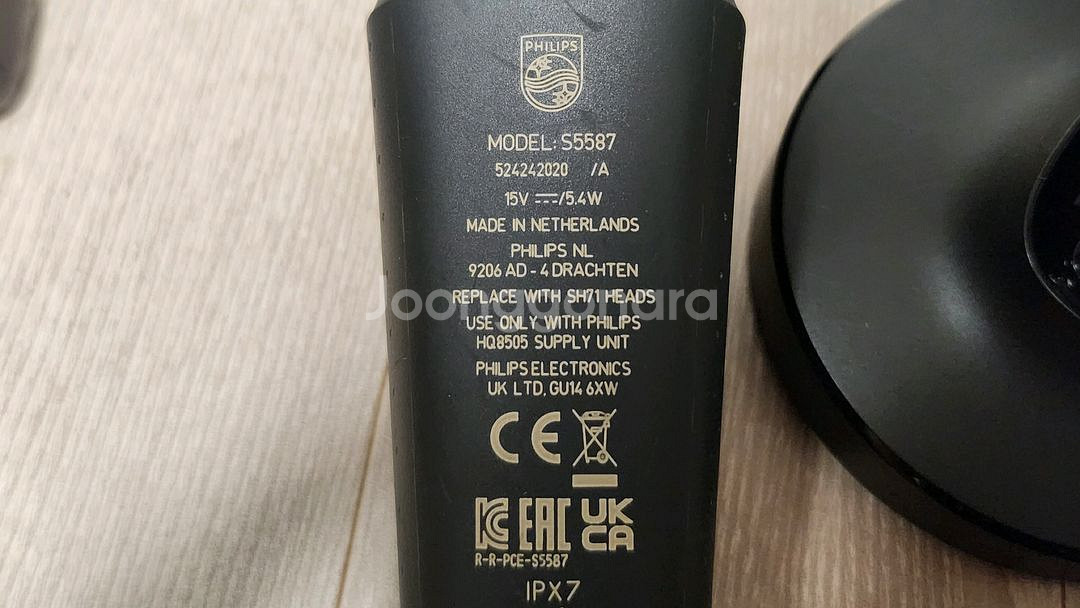 PHILIPS
MODEL: S5587
524242020 /A
15V ⎓/5.4W
MADE IN NETHERLANDS
PHILIPS NL
9206 AD - 4 DRACHTEN
REPLACE WITH SH71 HEADS
Joonggonara
USE ONLY WITH PHILIPS
HQ8505 SUPPLY UNIT
PHILIPS ELECTRONICS
UK LTD, GU14 6XW
CE
KC EAC UK
CA
R-R-PCE-S5587
IPX7